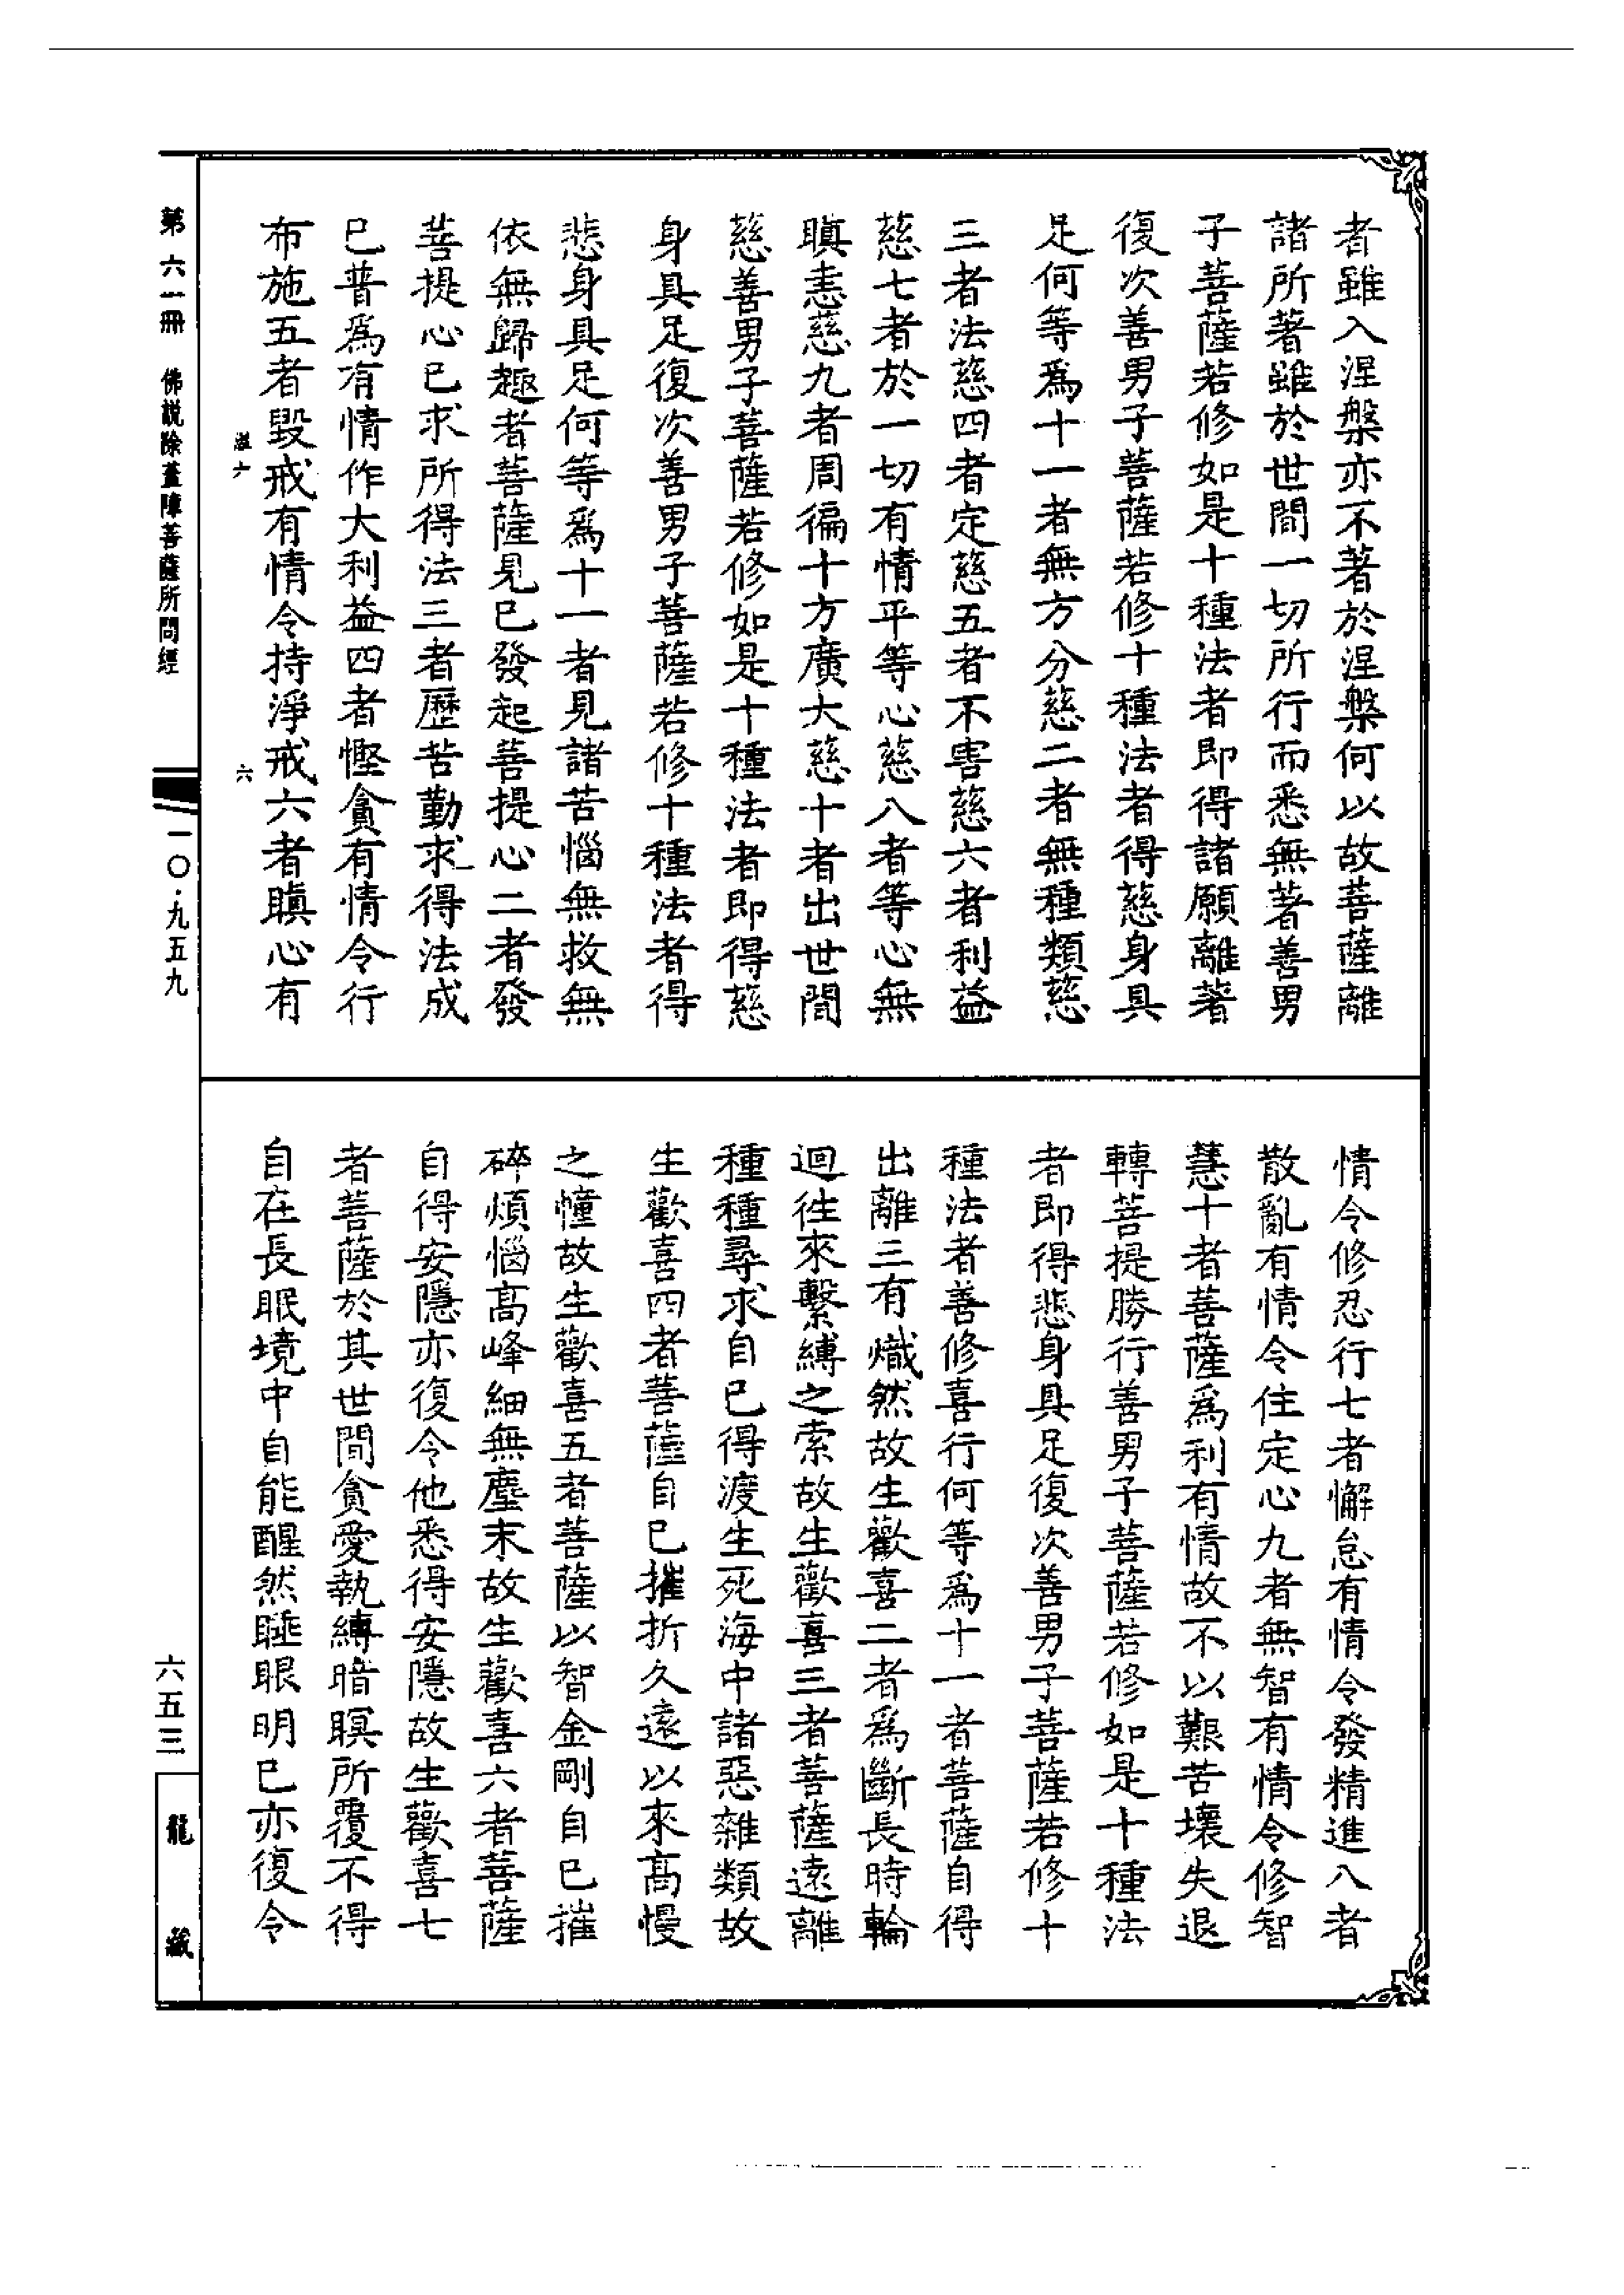 者雖入涅槃亦不著於涅槃何以故菩薩離
諸所著雖於世間一切所行而悉無著善男
子菩薩若修如是十種法者即得諸願離著
復次善男子菩薩若修十種法者得慈身具
足何等爲十一者無方分慈二者無種類慈
三者法慈四者定慈五者不害慈六者利益
慈七者於一切有情平等心慈八者等心無
瞋恚慈九者周徧十方廣大慈十者出世間
慈善男子菩薩若修如是十種法者即得慈
身具足復次善男子菩薩若修十種法者得
悲身具足何等爲十一者見諸苦惱無救無
依無歸趣者菩薩見已發起菩提心二者發
菩提心已求所得法三者歷苦勤求得法成
已普爲有情作大利益四者慳貪有情令行
布施五者毀戒有情令持淨戒六者瞋心有
情令修忍行七者懈怠有情令發精進八者
散亂有情令住定心九者無智有情令修智
慧十者菩薩爲利有情故不以艱苦壞失退
轉菩提勝行善男子菩薩若修如是十種法
者即得悲身具足復次善男子菩薩若修十
種法者善修喜行何等爲十一者菩薩自得
出離三有熾然故生歡喜二者爲斷長時輪
迴徃來繫縛之索故生歡喜三者菩薩遠離
種種尋求自已得渡生死海中諸惡雜類故
生歡喜四者菩薩自已摧折久遠以來高慢
之幢故生歡喜五者菩薩以智金剛自已摧
碎煩惱高峰細無塵末故生歡喜六者菩薩
自得安隱亦復令他悉得安隱故生歡喜七
者菩薩於其世間貪愛執縛暗瞑所覆不得
自在長眠境中自能醒然睡眼明已亦復令
六
第六一冊 佛説除蓋障菩薩所問經
一〇·九五九
六五三
龍藏